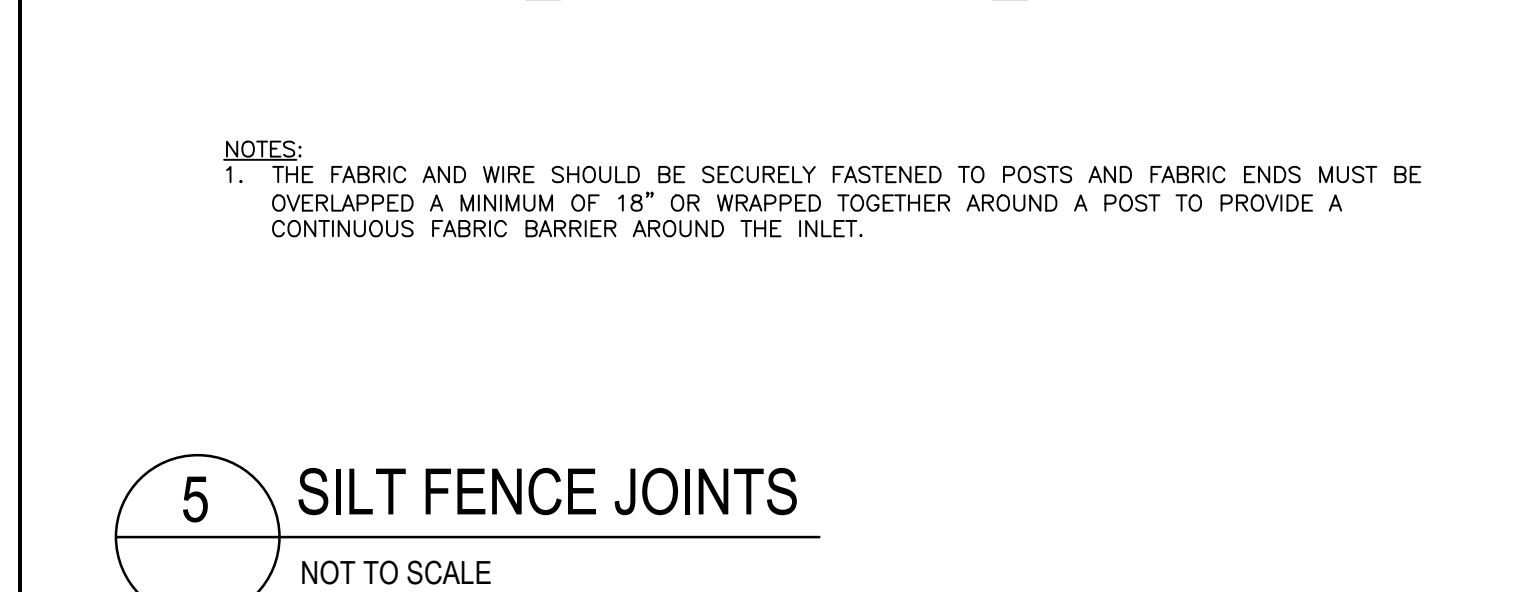 NOTES:
1. THE FABRIC AND WIRE SHOULD BE SECURELY FASTENED TO POSTS AND FABRIC ENDS MUST BE
OVERLAPPED A MINIMUM OF 18” OR WRAPPED TOGETHER AROUND A POST TO PROVIDE A
CONTINUOUS FABRIC BARRIER AROUND THE INLET.
5 SILT FENCE JOINTS
NOT TO SCALE